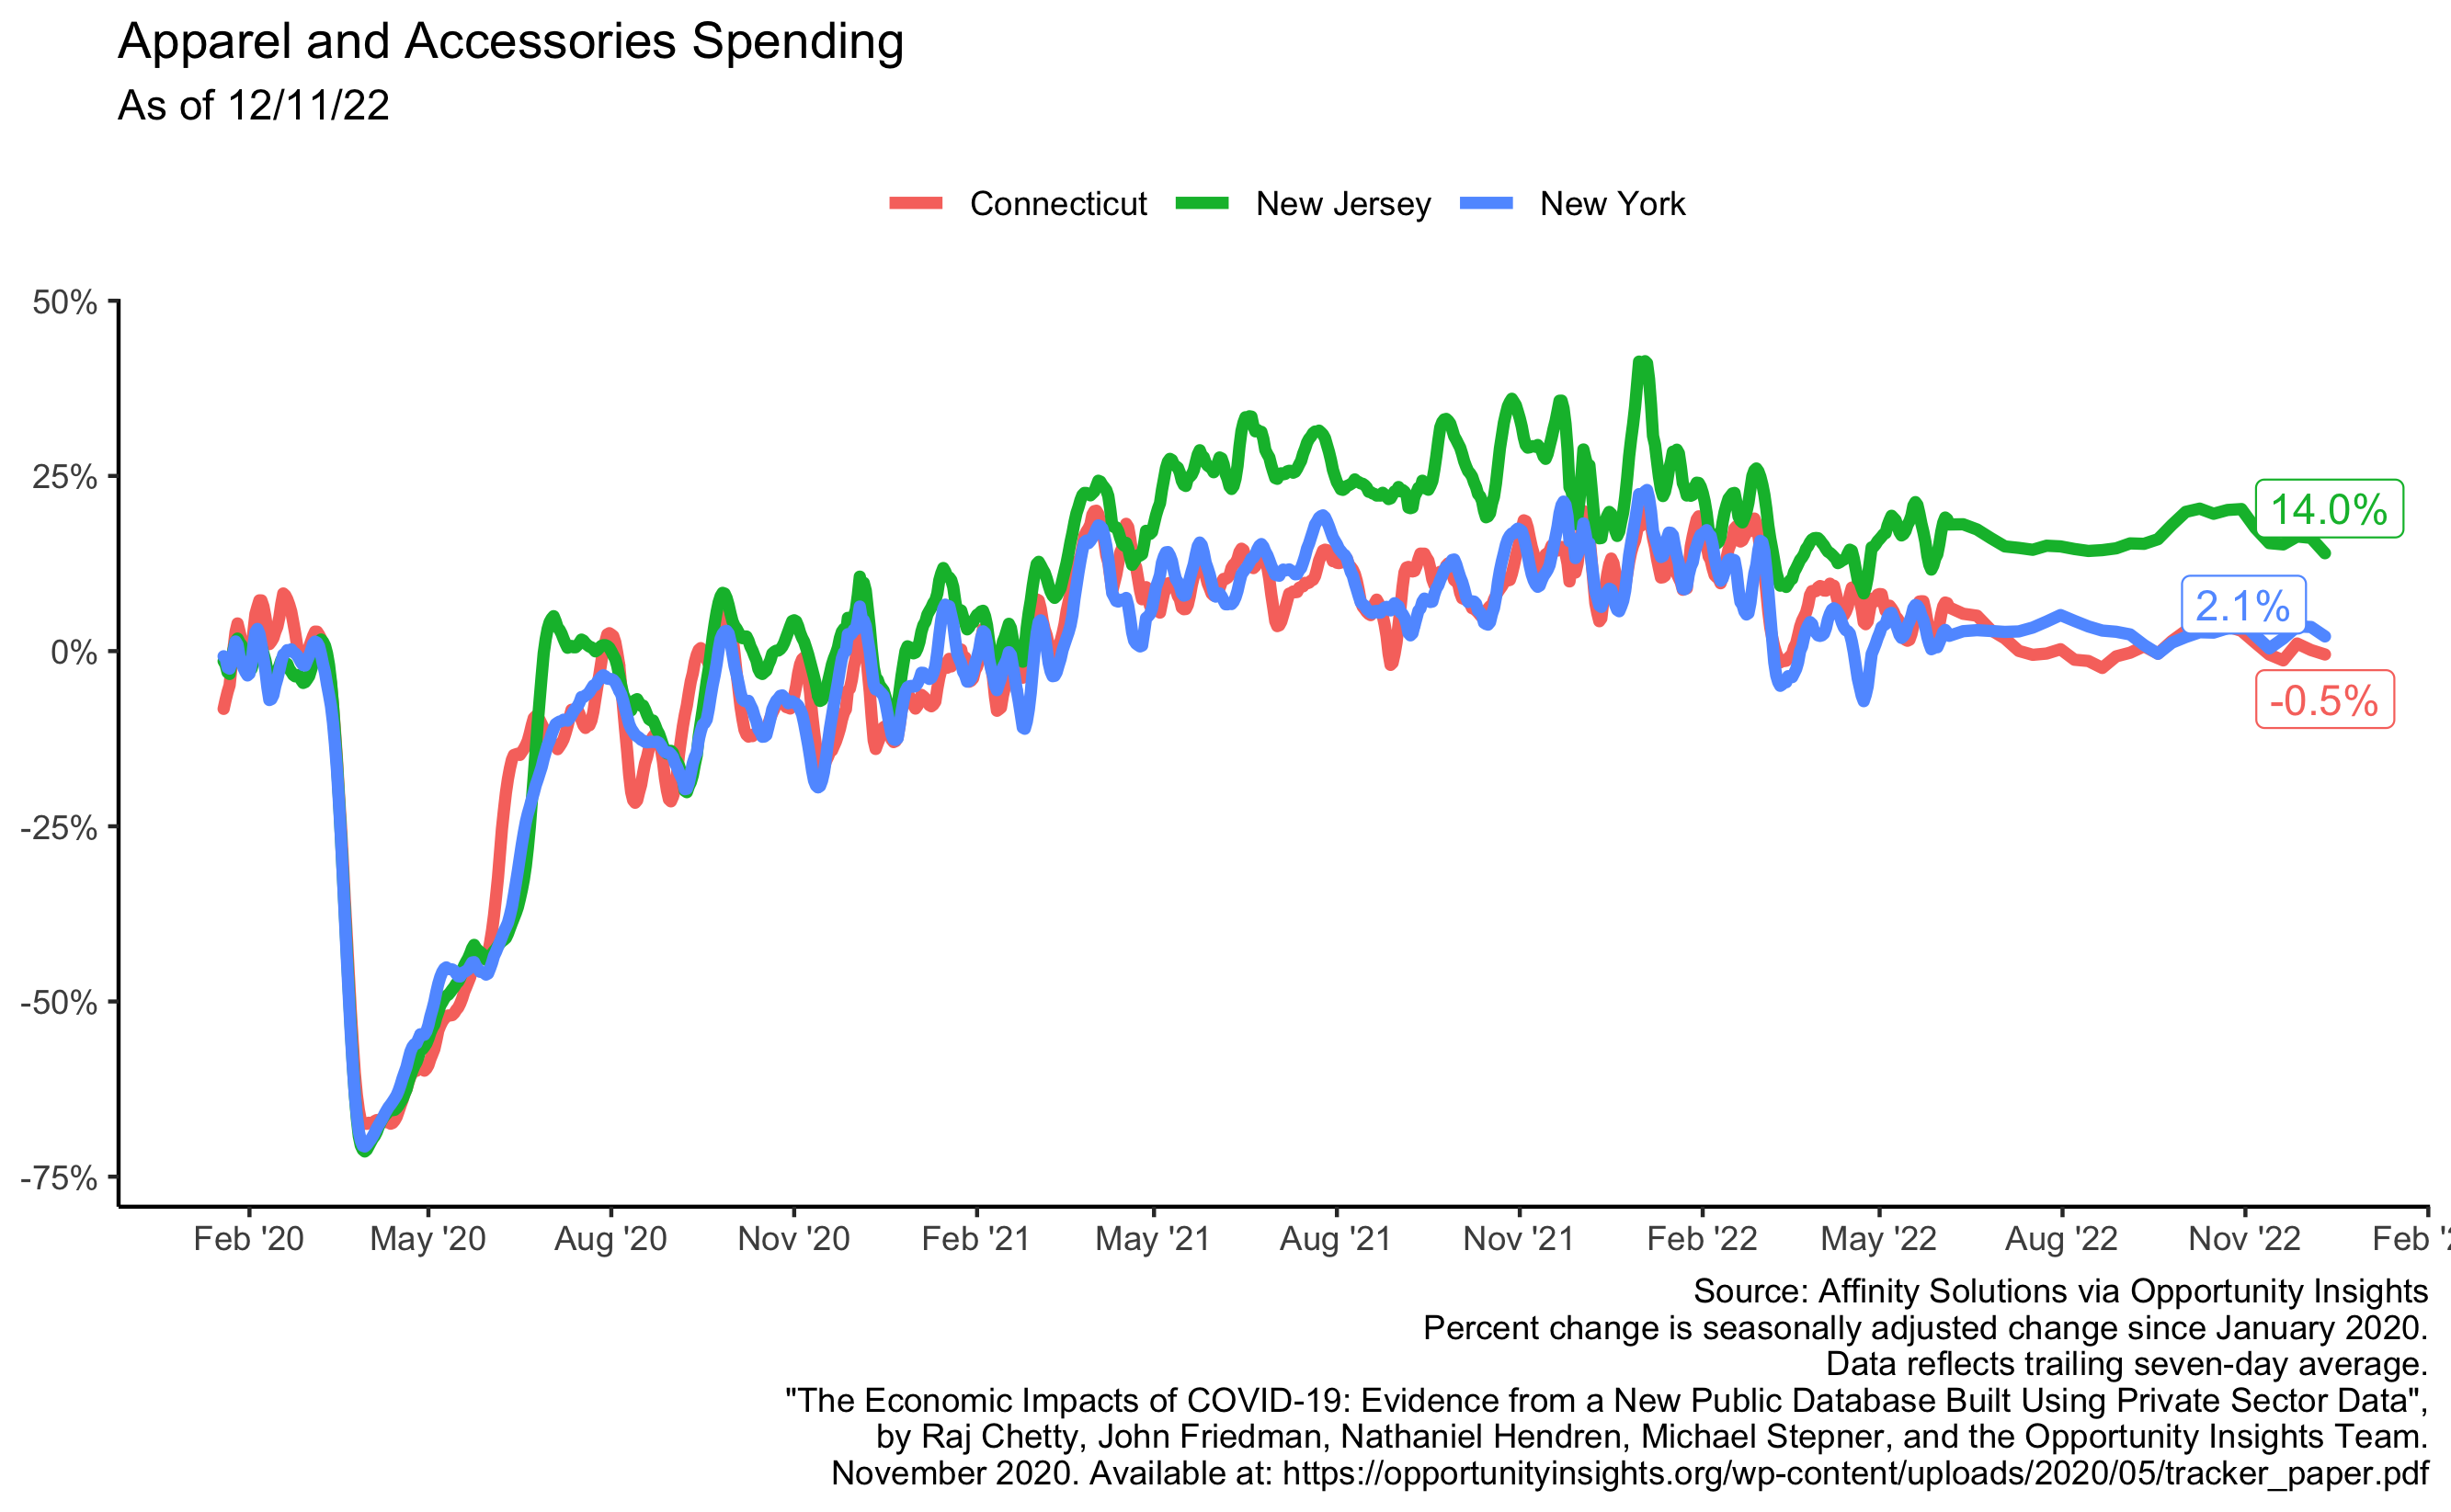 Apparel and Accessories Spending
As of 12/11/22
Connecticut New Jersey New York
50%
25%
0%
-25%
-50%
-75%
14.0%
2.1%
-0.5%
Feb '20 May '20 Aug '20 Nov '20 Feb '21 May '21 Aug '21 Nov '21 Feb '22 May '22 Aug '22 Nov '22 Feb
Source: Affinity Solutions via Opportunity Insights
Percent change is seasonally adjusted change since January 2020.
Data reflects trailing seven-day average.
"The Economic Impacts of COVID-19: Evidence from a New Public Database Built Using Private Sector Data",
by Raj Chetty, John Friedman, Nathaniel Hendren, Michael Stepner, and the Opportunity Insights Team.
November 2020. Available at: https://opportunityinsights.org/wp-content/uploads/2020/05/tracker_paper.pdf